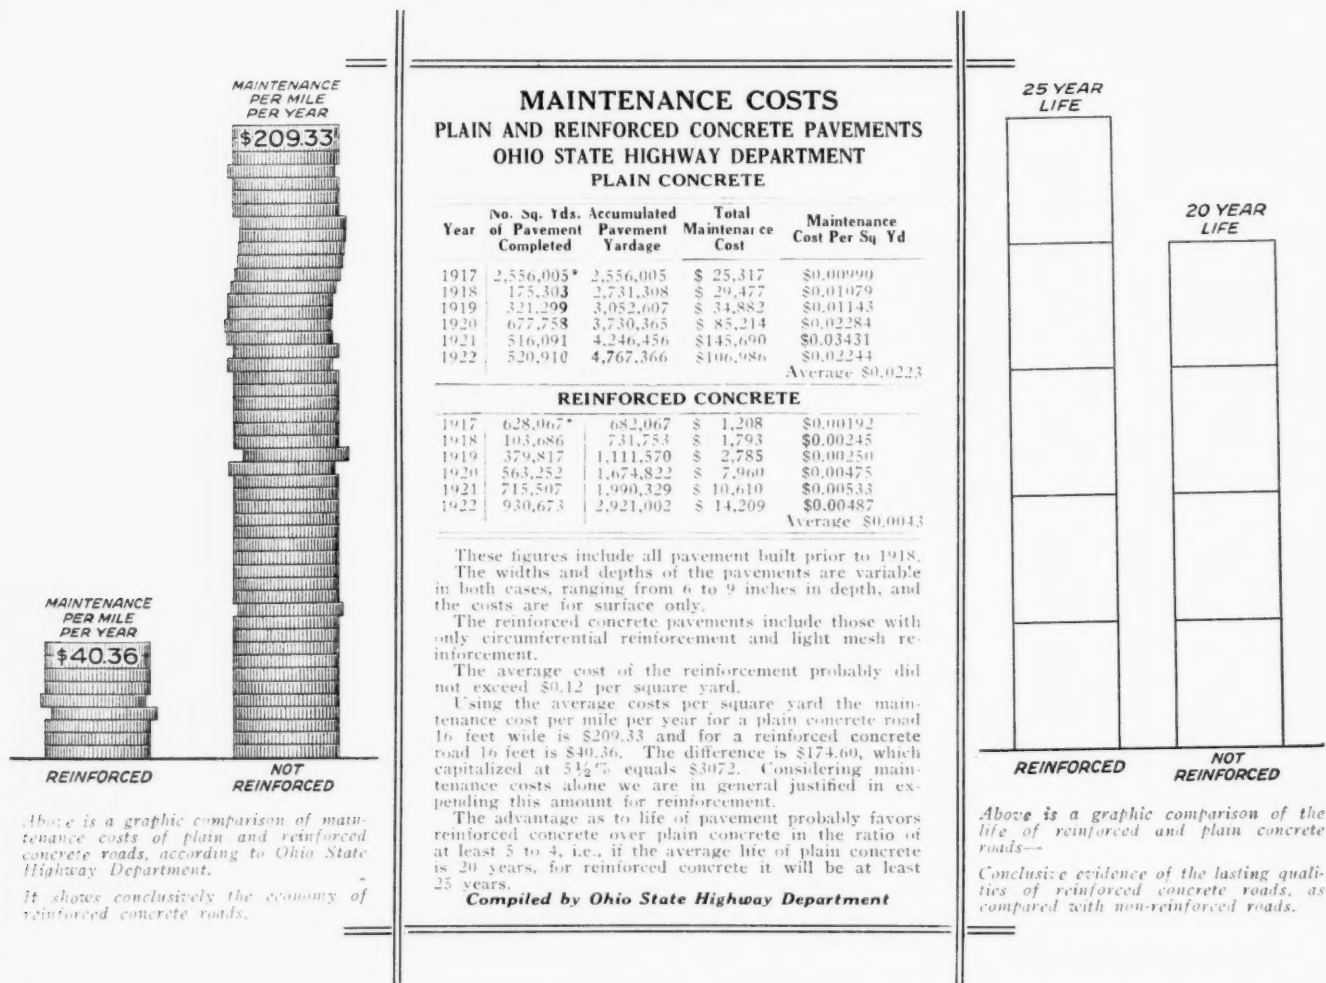 MAINTENANCE
PER MILE
PER YEAR
$209.33
MAINTENANCE
PER MILE
PER YEAR
$40.36
REINFORCED
NOT
REINFORCED
Above is a graphic comparison of main-
tenance costs of plain and reinforced
concrete roads, according to Ohio State
Highway Department.
It shows conclusively the economy of
reinforced concrete roads.
MAINTENANCE COSTS
PLAIN AND REINFORCED CONCRETE PAVEMENTS
OHIO STATE HIGHWAY DEPARTMENT
PLAIN CONCRETE
Year No. Sq. Yds. of Pavement Completed Accumulated Pavement Yardage Total Maintenance Cost Maintenance Cost Per Sq Yd
1917 2,556,005* 2,556,005 $ 25,317 $0.00990
1918 175,303 2,731,308 $ 29,477 $0.01079
1919 321,299 3,052,607 $ 34,882 $0.01143
1920 677,758 3,730,365 $ 85,214 $0.02284
1921 516,091 4,246,456 $145,690 $0.03431
1922 520,910 4,767,366 $106,986 $0.02244
Average $0.0223
REINFORCED CONCRETE
1917 628,067* 682,067 $ 1,208 $0.00192
1918 103,686 731,753 $ 1,793 $0.00245
1919 379,817 1,111,570 $ 2,785 $0.00250
1920 563,252 1,674,822 $ 7,960 $0.00475
1921 715,507 1,990,329 $ 10,610 $0.00533
1922 930,673 2,921,002 $ 14,209 $0.00487
Average $0.0043
These figures include all pavement built prior to 1918.
The widths and depths of the pavements are variable
in both cases, ranging from 6 to 9 inches in depth, and
the costs are for surface only.
The reinforced concrete pavements include those with
only circumferential reinforcement and light mesh re-
inforcement.
The average cost of the reinforcement probably did
not exceed $0.12 per square yard.
Using the average costs per square yard the main-
tenance cost per mile per year for a plain concrete road
16 feet wide is $209.33 and for a reinforced concrete
road 16 feet is $40.36. The difference is $174.60, which
capitalized at 5½% equals $3072. Considering main-
tenance costs alone we are in general justified in ex-
pending this amount for reinforcement.
The advantage as to life of pavement probably favors
reinforced concrete over plain concrete in the ratio of
at least 5 to 4, i.e., if the average life of plain concrete
is 20 years, for reinforced concrete it will be at least
25 years.
Compiled by Ohio State Highway Department
25 YEAR
LIFE
20 YEAR
LIFE
REINFORCED
NOT
REINFORCED
Above is a graphic comparison of the
life of reinforced and plain concrete
roads—
Conclusive evidence of the lasting quali-
ties of reinforced concrete roads, as
compared with non-reinforced roads.